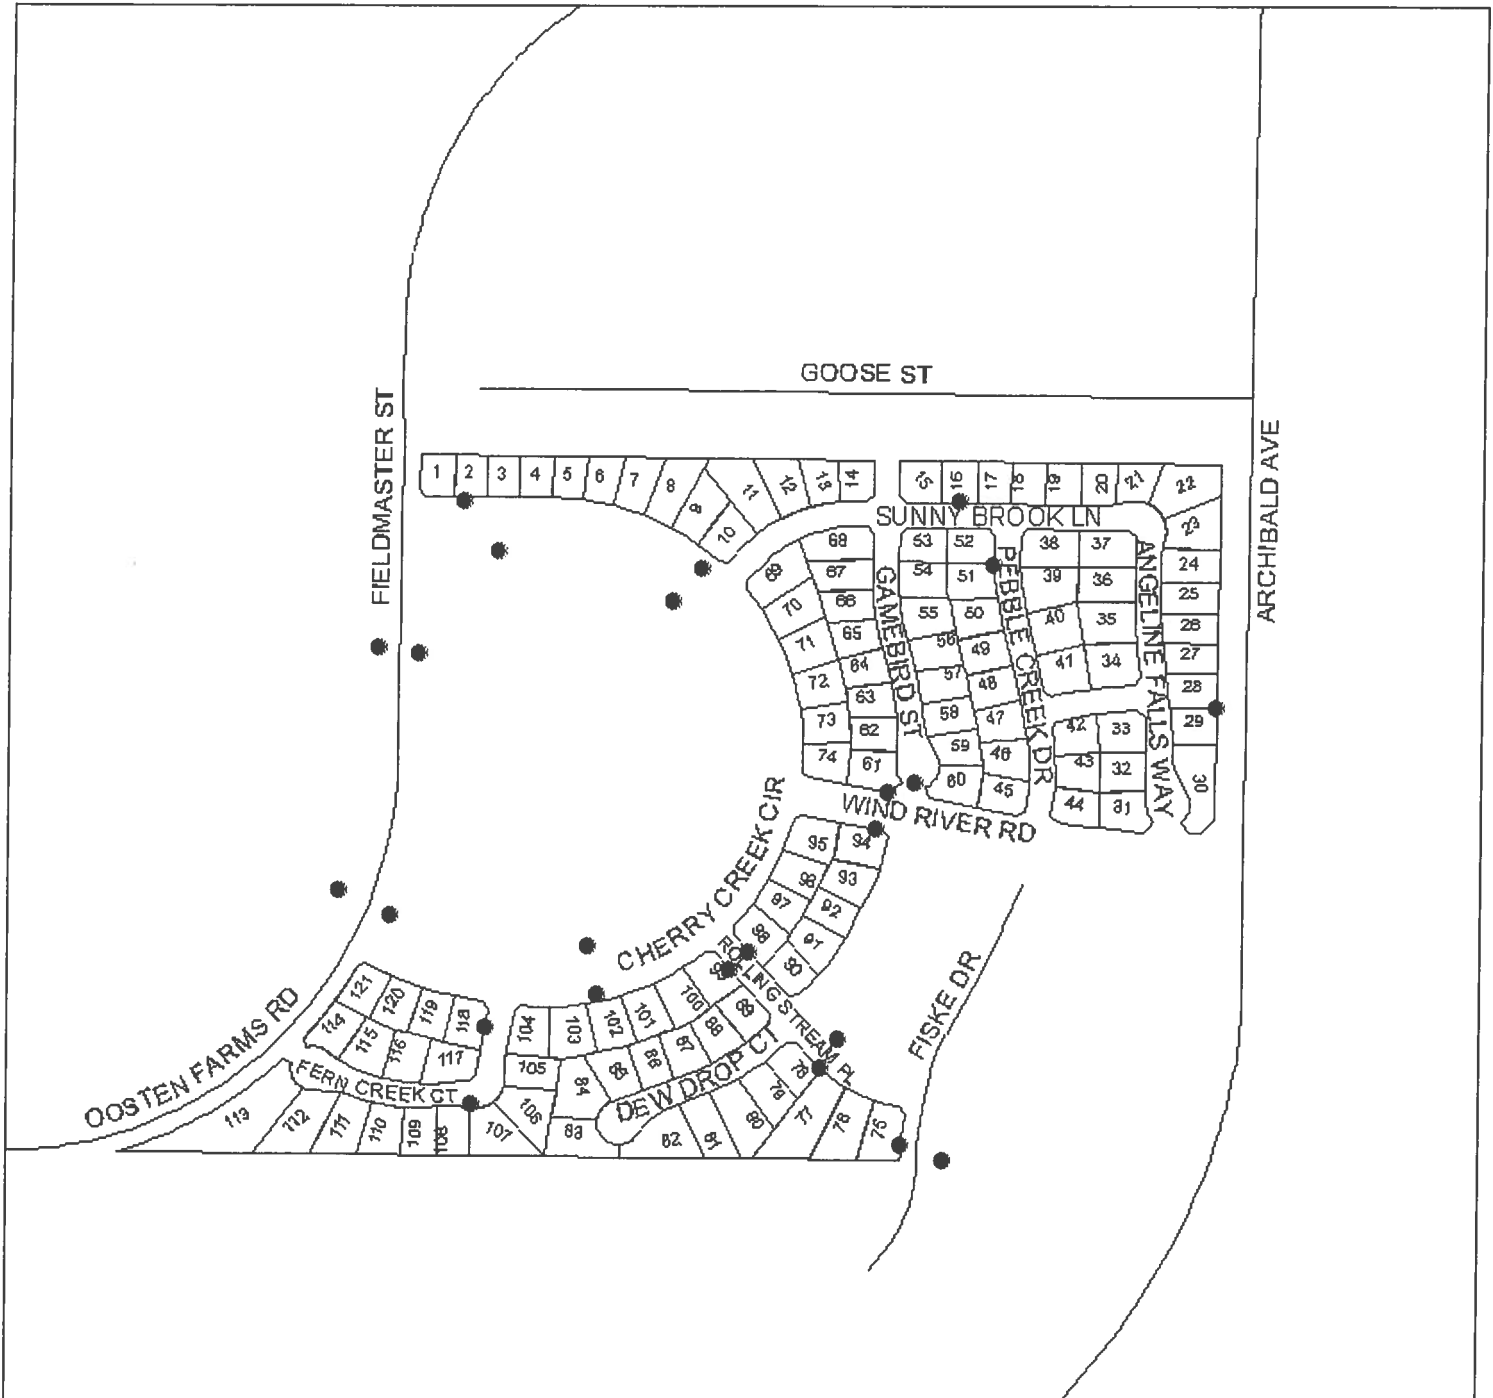 GOOSE ST
FIELDMASTER ST
ARCHIBALD AVE
1 2 3 4 5 6 7 8 9 10 11 12 13 14
15 16 17 18 19 20 21 22
23
24
25
26
27
28
29
30
SUNNY BROOK LN
GAMEBIRD ST
PEBBLE CREEK DR
ANGELINE FALLS WAY
68
67
66
65
64
63
62
61
69
70
71
72
73
74
53 52
54 51
55 50
56 49
57 48
58 47
59 46
60 45
38 37
39 36
40 35
41 34
42 33
43 32
44 31
WIND RIVER RD
CHERRY CREEK CIR
95 94
96 93
97 92
98 91
90
ROLLING STREAM PL
FISKE DR
OOSTEN FARMS RD
121 120 119 118
114 115 116 117
FERN CREEK CT
113 112 111 110 109 108 107 106
104 103 102 101 100 99
105 84 85 86 87 88 89
DEW DROP CT
83 82 81 80 79 78 77 76 75